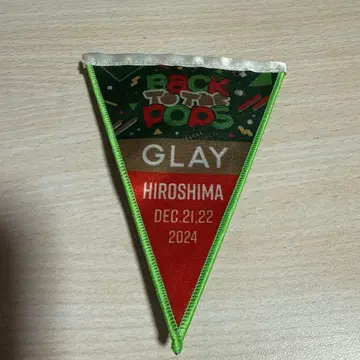 BACK
TO THE
POPS
GLAY
HIROSHIMA
DEC.21.22
2024